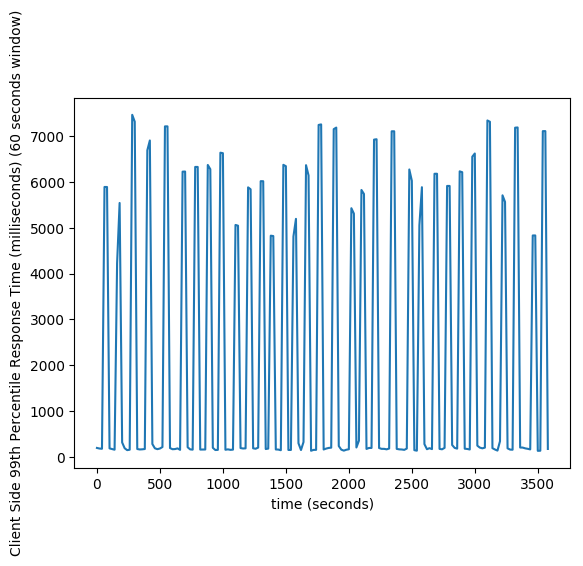 Client Side 99th Percentile Response Time (milliseconds) (60 seconds window)
7000
6000
5000
4000
3000
2000
1000
0
0 500 1000 1500 2000 2500 3000 3500
time (seconds)